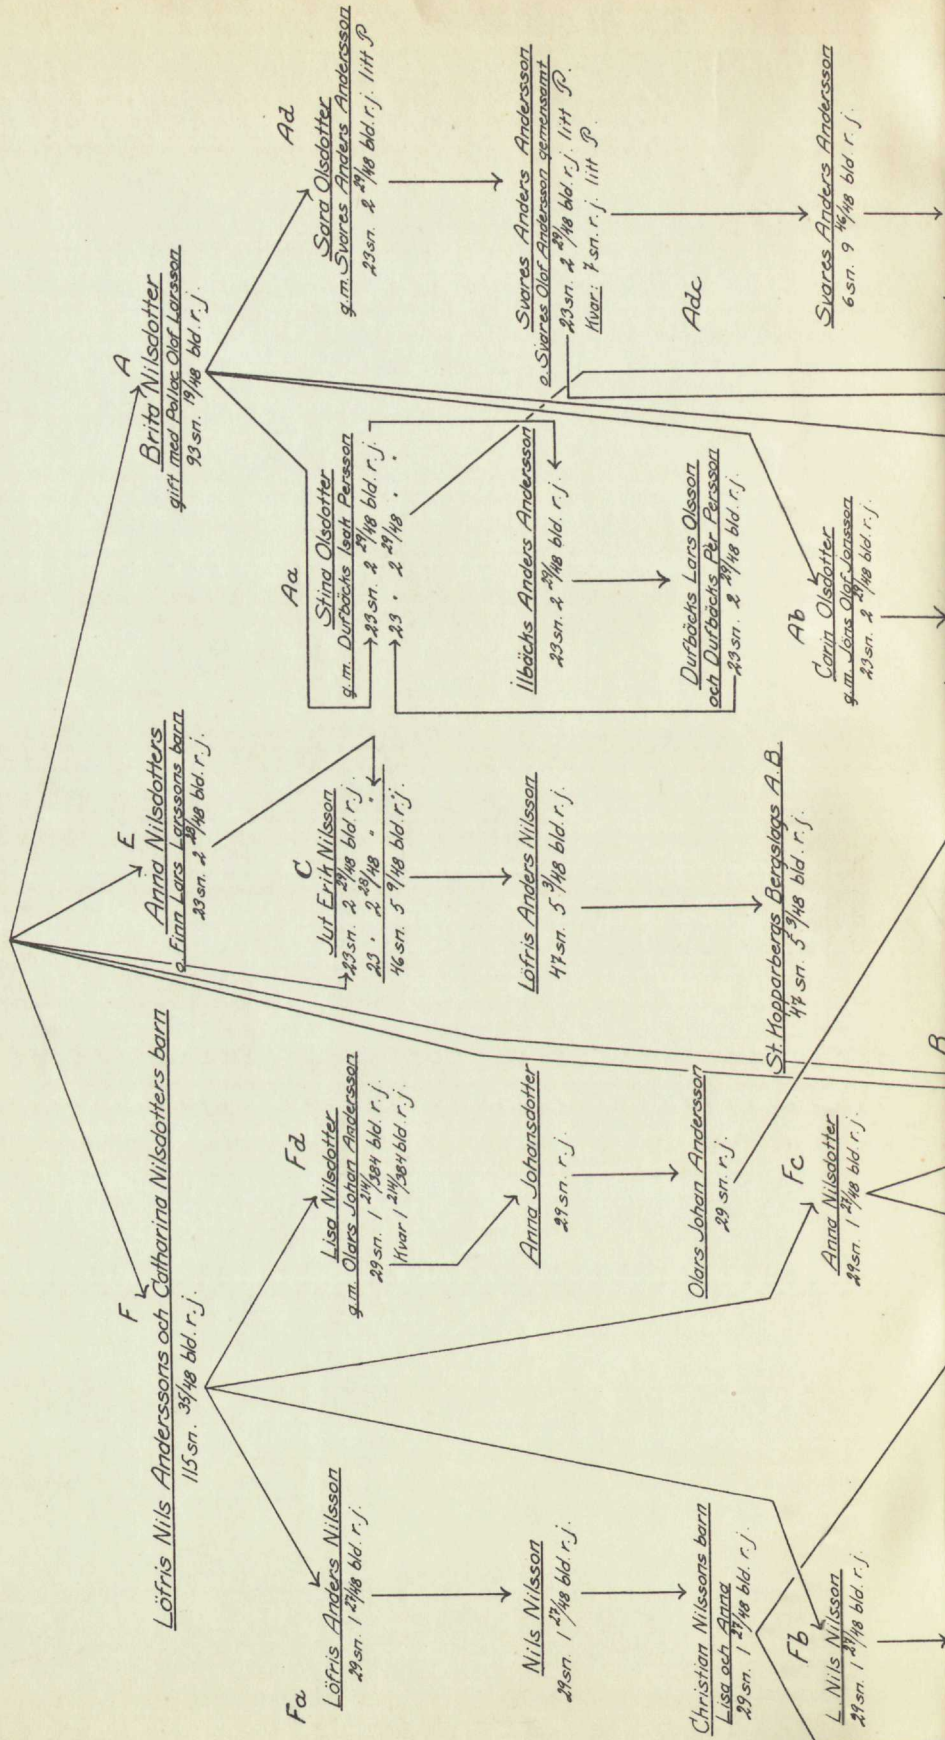 F
Löfris Nils Anderssons och Catharina Nilsdotters barn
115 sn. 35/48 bld. r. j.
E
Anna Nilsdotters
o. Finn Lars Larssons barn
23 sn. 2 28/48 bld. r. j.
A
Brita Nilsdotter
gift med Pellac Olof Larsson
93 sn. 19/48 bld. r. j.
Fa
Löfris Anders Nilsson
29 sn. 1 27/48 bld. r. j.
Nils Nilsson
29 sn. 1 27/48 bld. r. j.
Christian Nilssons barn
Lisa och Anna
29 sn. 1 27/48 bld. r. j.
Fb
L. Nils Nilsson
29 sn. 1 27/48 bld. r. j.
Fd
Lisa Nilsdotter
g. m. Olars Johan Andersson
29 sn. 1 214/384 bld. r. j.
Kvar 1 214/384 bld. r. j.
Anna Johansdotter
29 sn. r. j.
Olars Johan Andersson
29 sn. r. j.
Fc
Anna Nilsdotter
29 sn. 1 27/48 bld. r. j.
B
C
Jut Erik Nilsson
23 sn. 2 29/48 bld. r. j.
23 . 2 28/48 " "
46 sn. 5 9/48 bld. r. j.
Löfris Anders Nilsson
47 sn. 5 3/48 bld. r. j.
St. Kopparbergs Bergslags A. B.
47 sn. 5 3/48 bld. r. j.
Aa
Stina Olsdotter
g. m. Dufbäcks Isak Persson
23 sn. 2 29/48 bld. r. j.
23 . 2 29/48 . .
Ilbäcks Anders Andersson
23 sn. 2 29/48 bld. r. j.
Dufbäcks Lars Olsson
och Dufbäcks Per Persson
23 sn. 2 29/48 bld. r. j.
Ab
Carin Olsdotter
g. m. Jöns Olof Jonsson
23 sn. 2 29/48 bld. r. j.
Ad
Sara Olsdotter
g. m. Svares Anders Andersson
23 sn. 2 29/48 bld. r. j. litt P
Svares Anders Andersson
o. Svares Olof Andersson gemensamt
23 sn. 2 29/48 bld. r. j. litt P.
Kvar: 7 sn. r. j. litt P.
Adc
Svares Anders Andersson
6 sn. 9 46/48 bld. r. j.